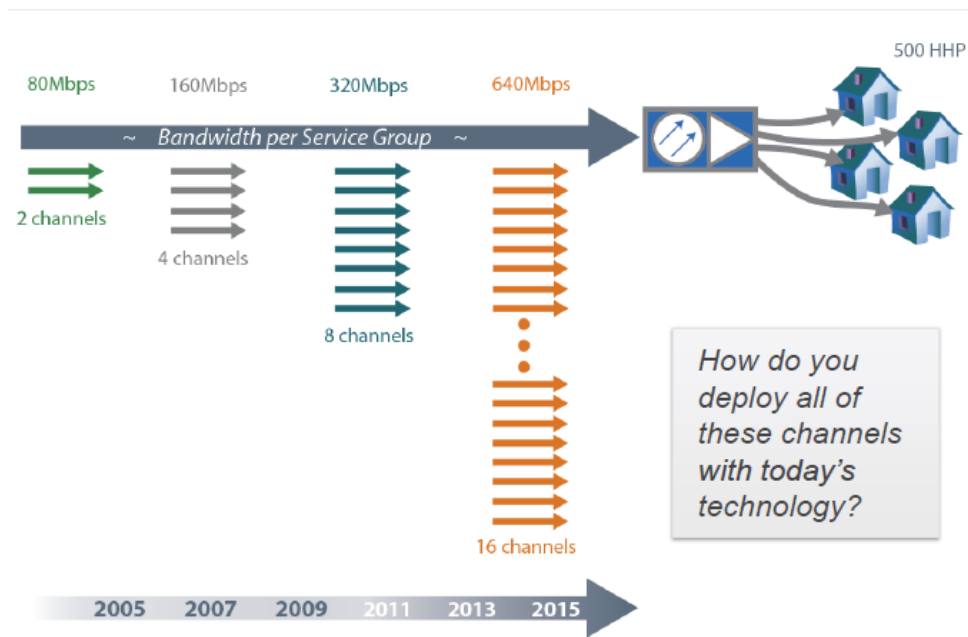 500 HHP
80Mbps
160Mbps
320Mbps
640Mbps
~ Bandwidth per Service Group ~
2 channels
4 channels
8 channels
16 channels
How do you
deploy all of
these channels
with today's
technology?
2005 2007 2009 2011 2013 2015